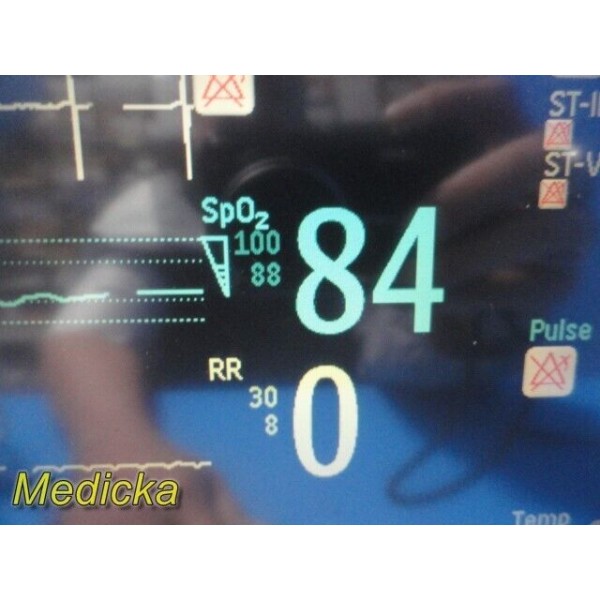 ST-II
ST-V
SpO₂
100
88
84
Pulse
RR
30
8
0
Medicka
Temp